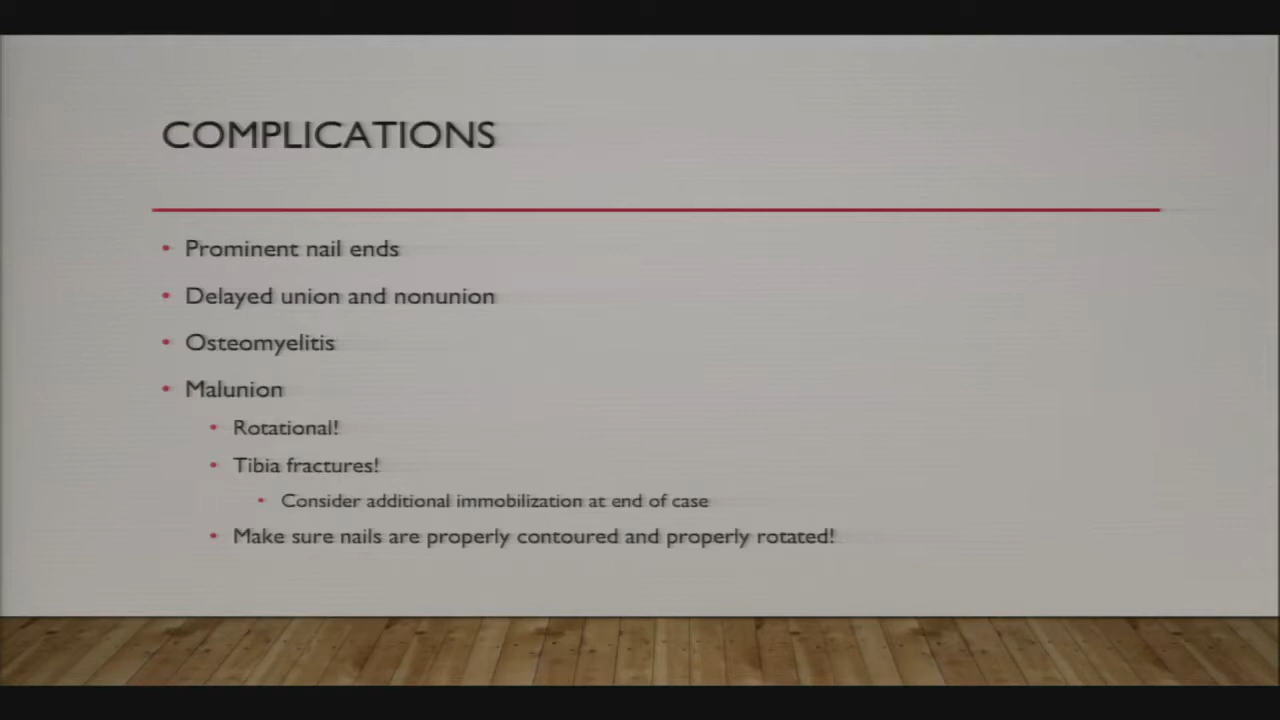 COMPLICATIONS
Prominent nail ends
Delayed union and nonunion
Osteomyelitis
Malunion
Rotational!
Tibia fractures!
Consider additional immobilization at end of case
Make sure nails are properly contoured and properly rotated!